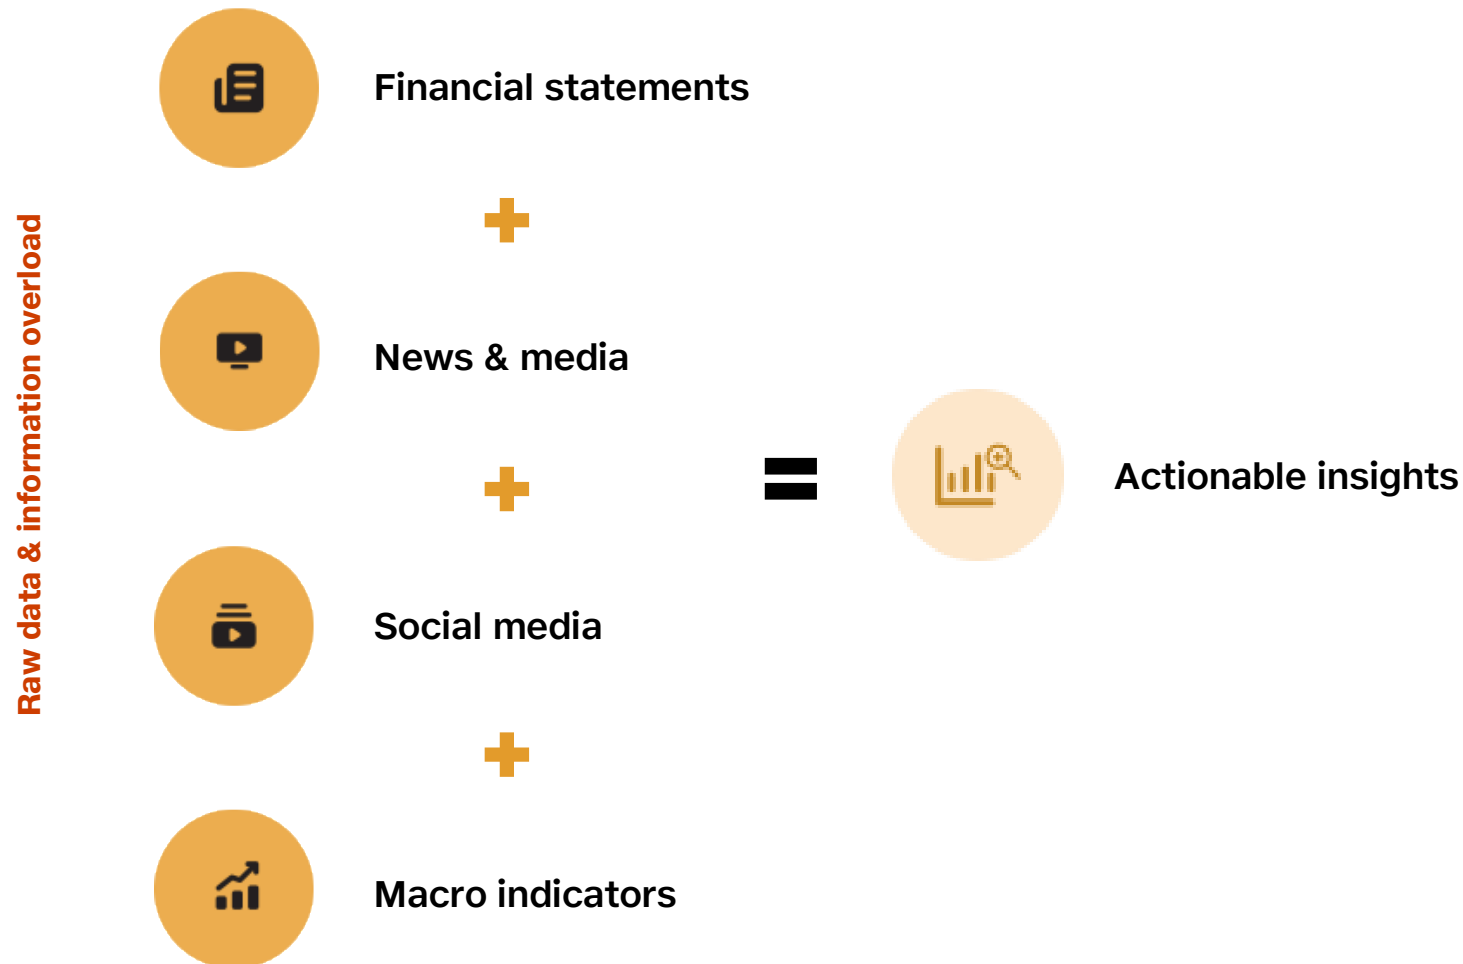 Raw data & information overload
Financial statements
+
News & media
+
Social media
+
Macro indicators
=
Actionable insights